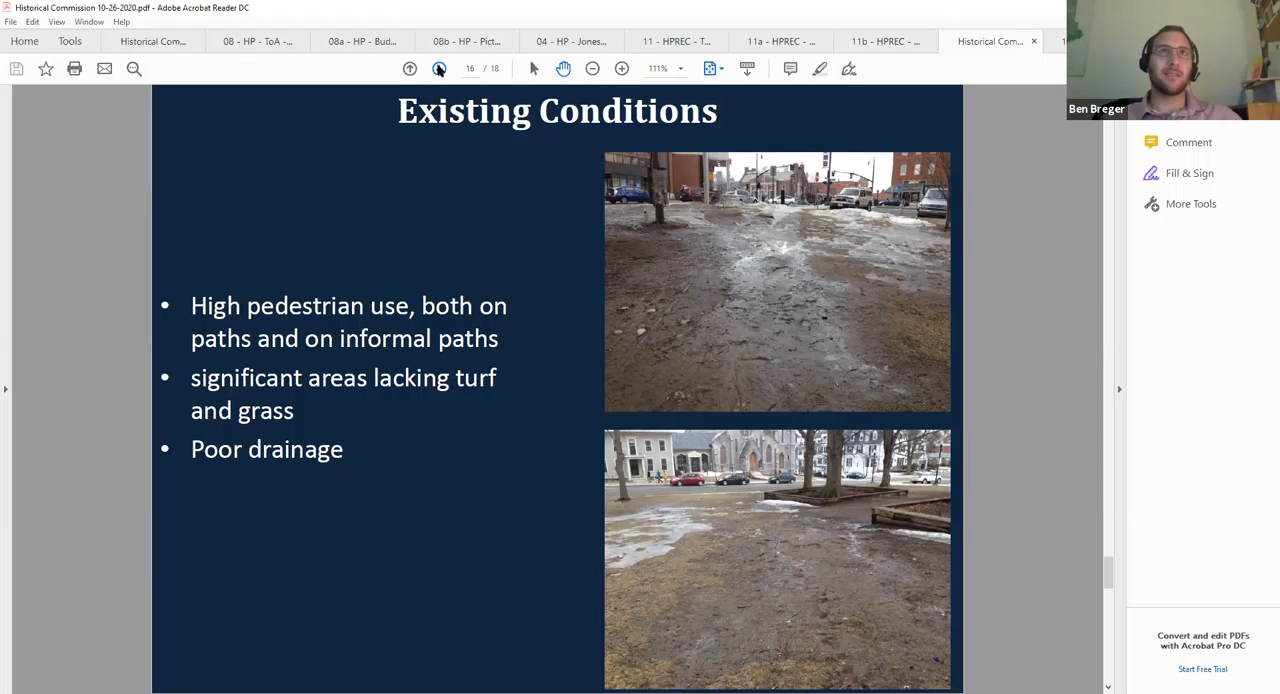 Historical Commission 10-26-2020.pdf - Adobe Acrobat Reader DC
File Edit View Window Help
Home Tools Historical Com... 08 - HP - ToA -... 08a - HP - Bud... 08b - HP - Pict... 04 - HP - Jones... 11 - HPREC - T... 11a - HPREC - ... 11b - HPREC - ... Historical Com... ×
16 / 18 111%
Ben Breger
Existing Conditions
• High pedestrian use, both on
paths and on informal paths
• significant areas lacking turf
and grass
• Poor drainage
Comment
Fill & Sign
More Tools
Convert and edit PDFs
with Acrobat Pro DC
Start Free Trial